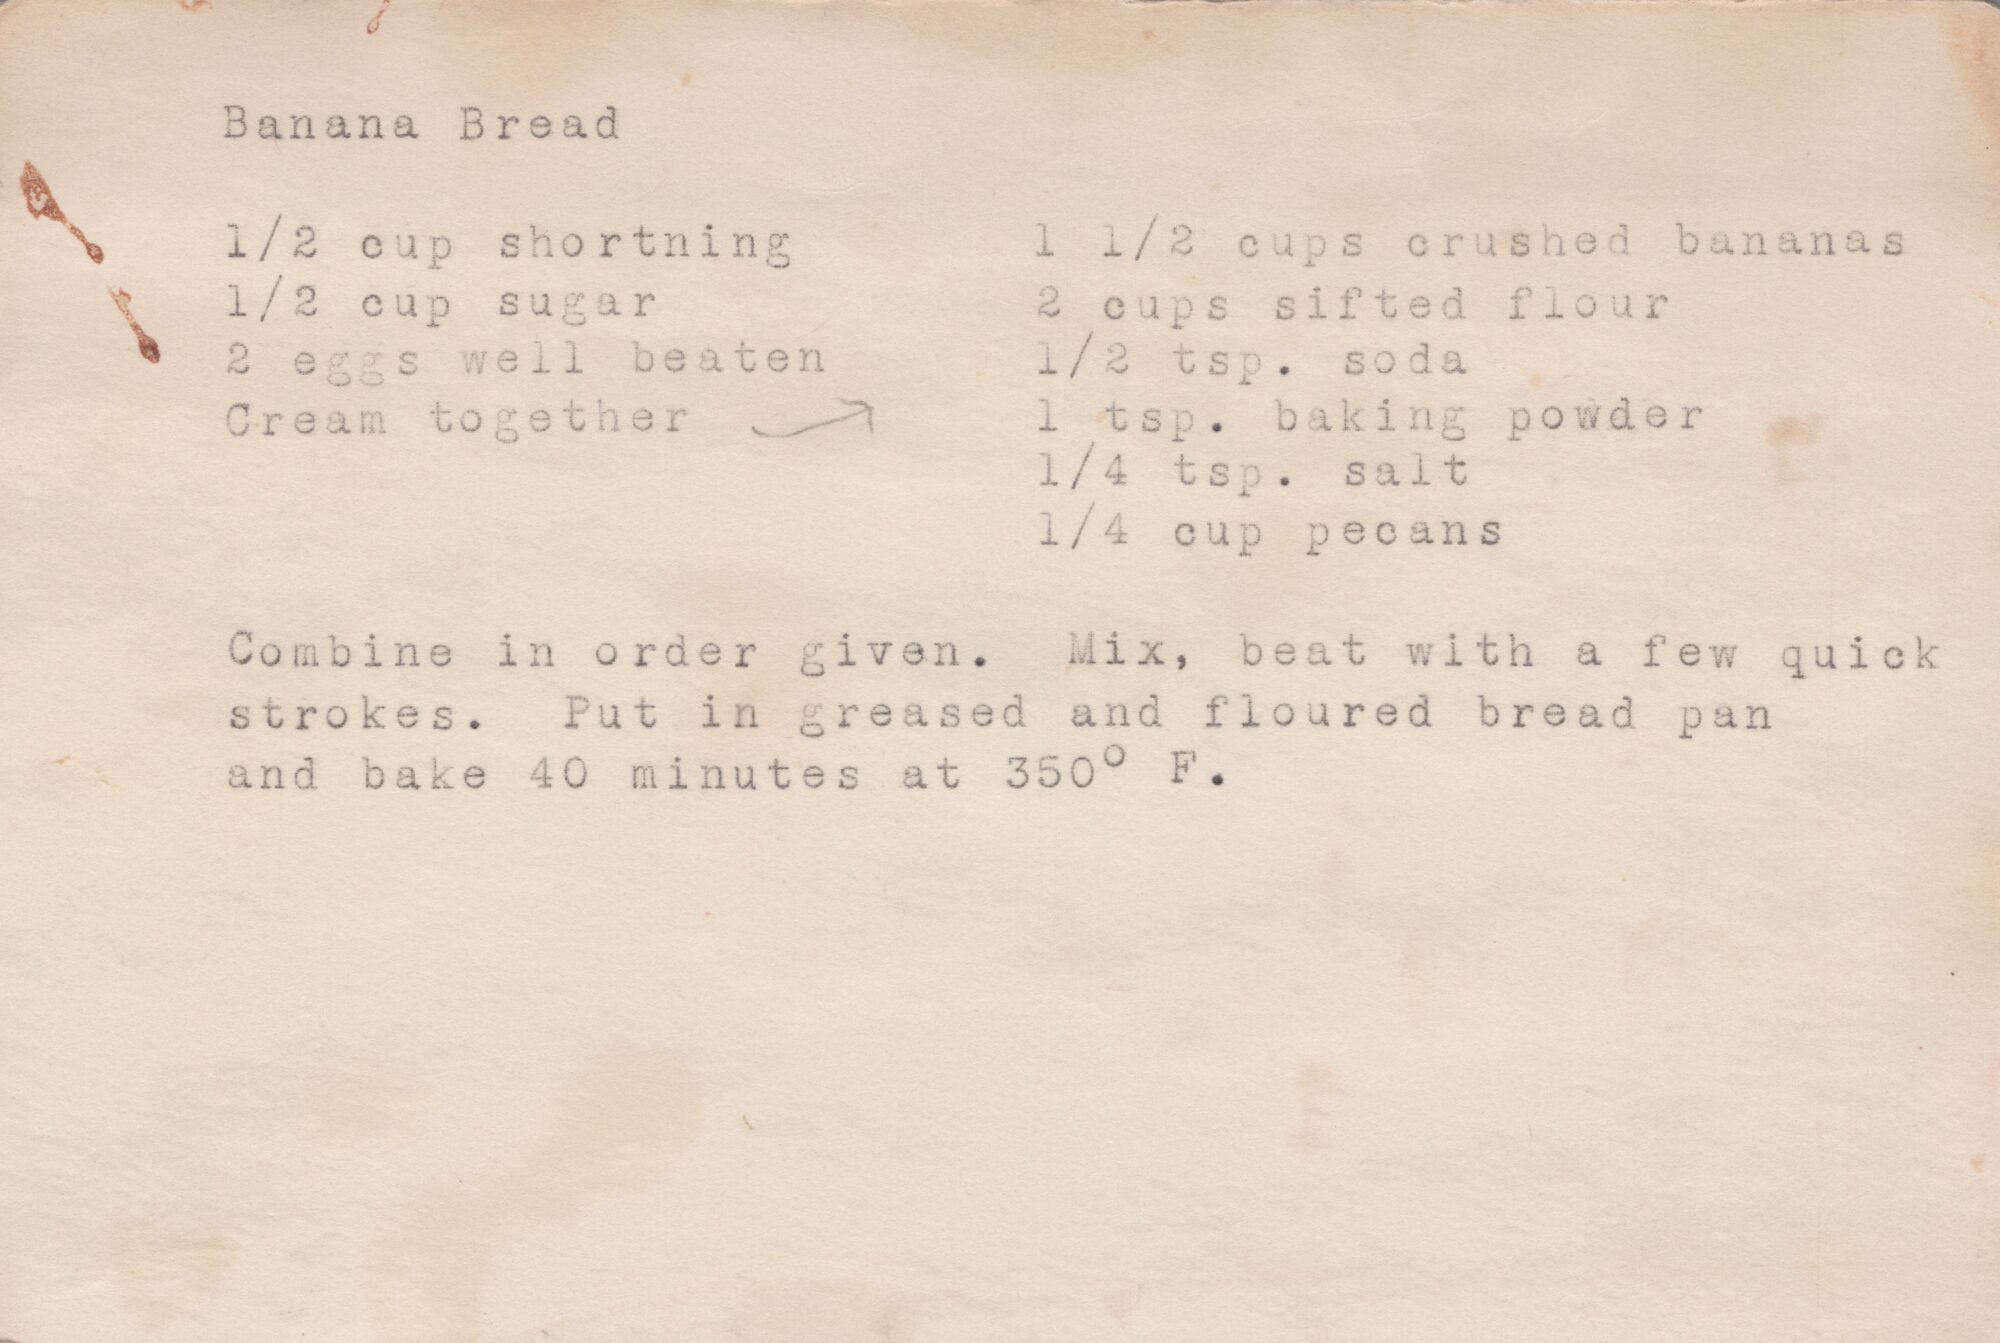 Banana Bread
1/2 cup shortning
1/2 cup sugar
2 eggs well beaten
Cream together
1 1/2 cups crushed bananas
2 cups sifted flour
1/2 tsp. soda
1 tsp. baking powder
1/4 tsp. salt
1/4 cup pecans
Combine in order given. Mix, beat with a few quick
strokes. Put in greased and floured bread pan
and bake 40 minutes at 350° F.